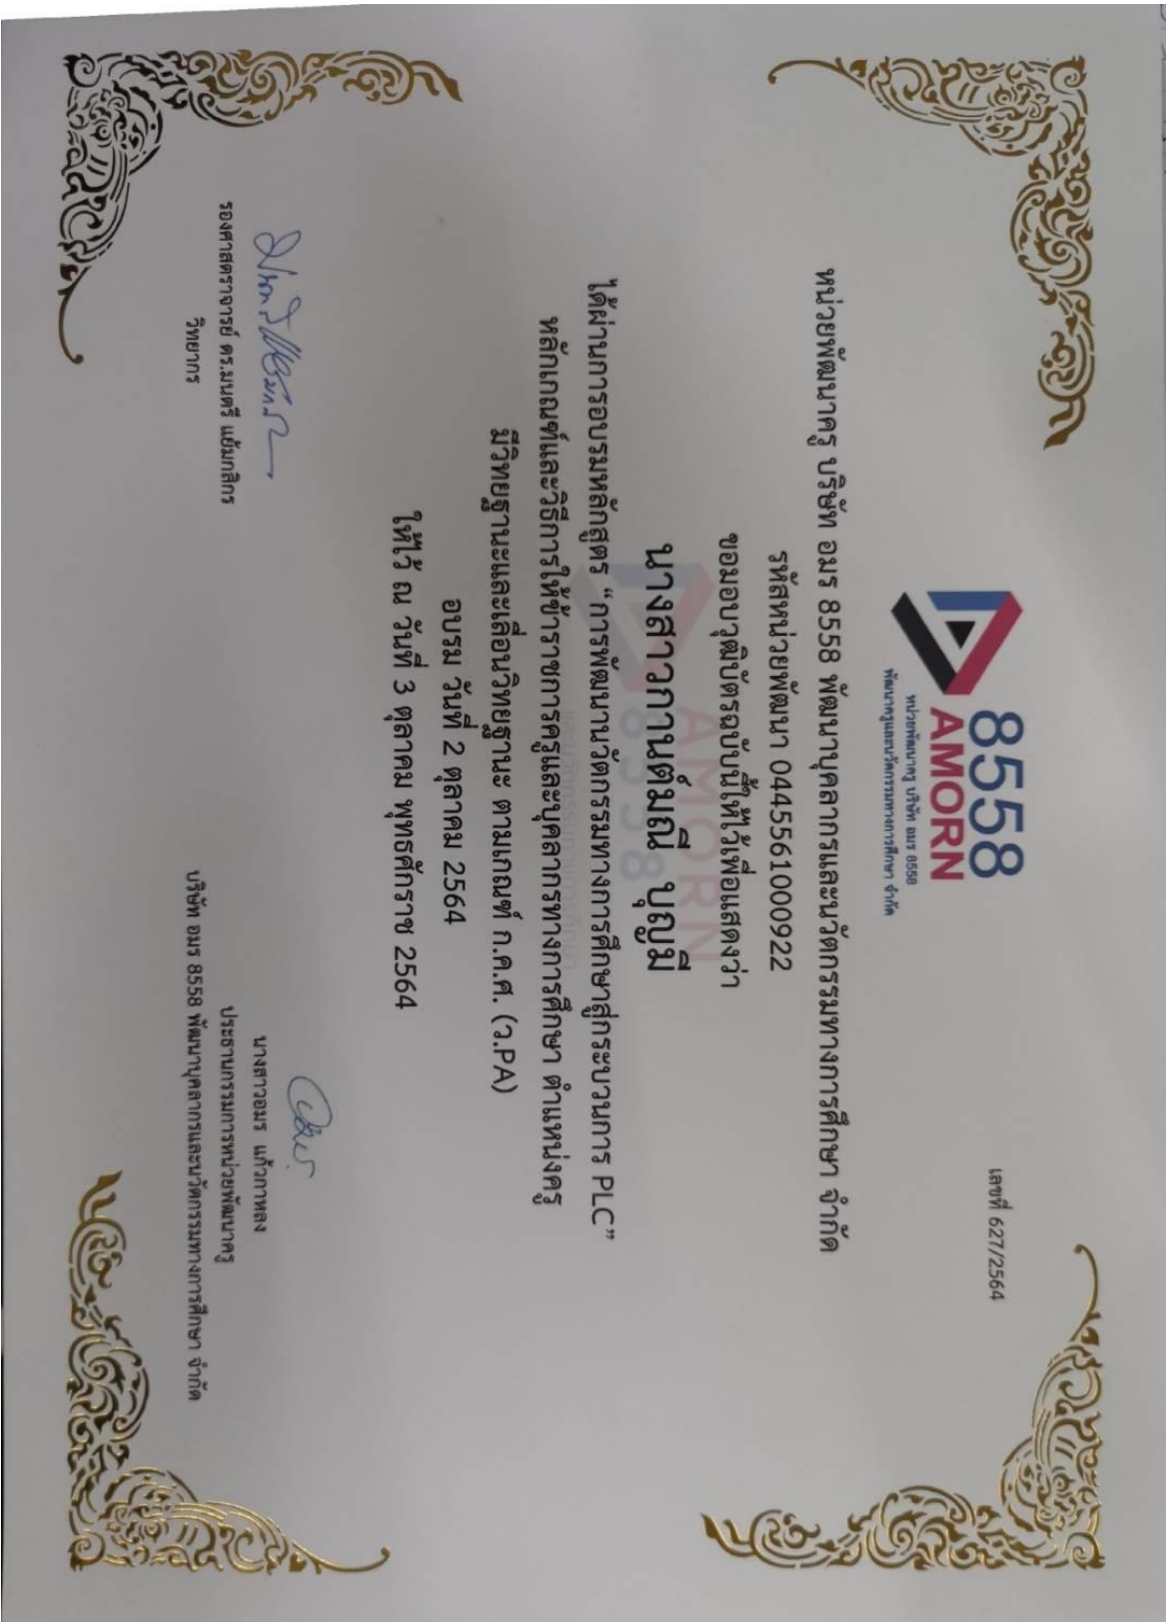 เลขที่ 627/2564
8558
AMORN
หน่วยพัฒนาครู บริษัท อมร 8558
พัฒนาครูและนวัตกรรมทางการศึกษา จำกัด
หน่วยพัฒนาครู บริษัท อมร 8558 พัฒนาบุคลากรและนวัตกรรมทางการศึกษา จำกัด
รหัสหน่วยพัฒนา 0445561000922
ขอมอบวุฒิบัตรฉบับนี้ให้ไว้เพื่อแสดงว่า
นางสาวกานต์มณี บุญมี
ได้ผ่านการอบรมหลักสูตร “การพัฒนานวัตกรรมทางการศึกษาสู่กระบวนการ PLC”
หลักเกณฑ์และวิธีการให้ข้าราชการครูและบุคลากรทางการศึกษา ตำแหน่งครู
มีวิทยฐานะและเลื่อนวิทยฐานะ ตามเกณฑ์ ก.ค.ศ. (ว.PA)
อบรม วันที่ 2 ตุลาคม 2564
ให้ไว้ ณ วันที่ 3 ตุลาคม พุทธศักราช 2564
รองศาสตราจารย์ ดร.มนตรี แย้มกสิกร
วิทยากร
นางสาวอมร แก้วกาหลง
ประธานกรรมการหน่วยพัฒนาครู
บริษัท อมร 8558 พัฒนาบุคลากรและนวัตกรรมทางการศึกษา จำกัด